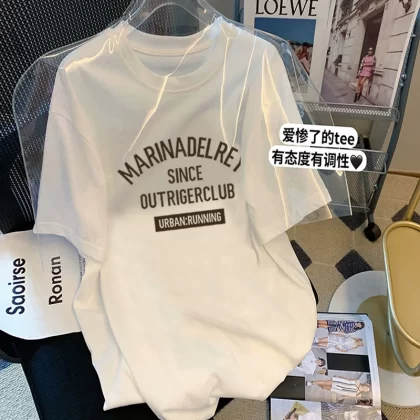 LOEWE
爱惨了的tee
有态度有调性🖤
MARINADELREY
SINCE
OUTRIGERCLUB
URBAN:RUNNING
Saoirse
Ronan